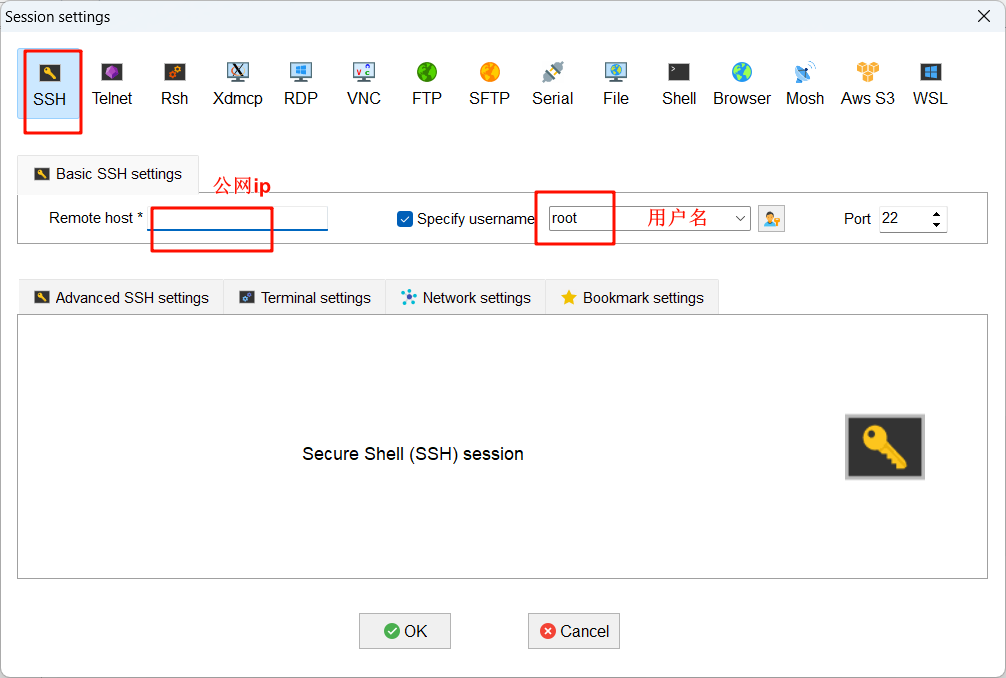 Session settings
SSH Telnet Rsh Xdmcp RDP VNC FTP SFTP Serial File Shell Browser Mosh Aws S3 WSL
Basic SSH settings
公网ip
Remote host * Specify username root 用户名 Port 22
Advanced SSH settings Terminal settings Network settings Bookmark settings
Secure Shell (SSH) session
OK Cancel